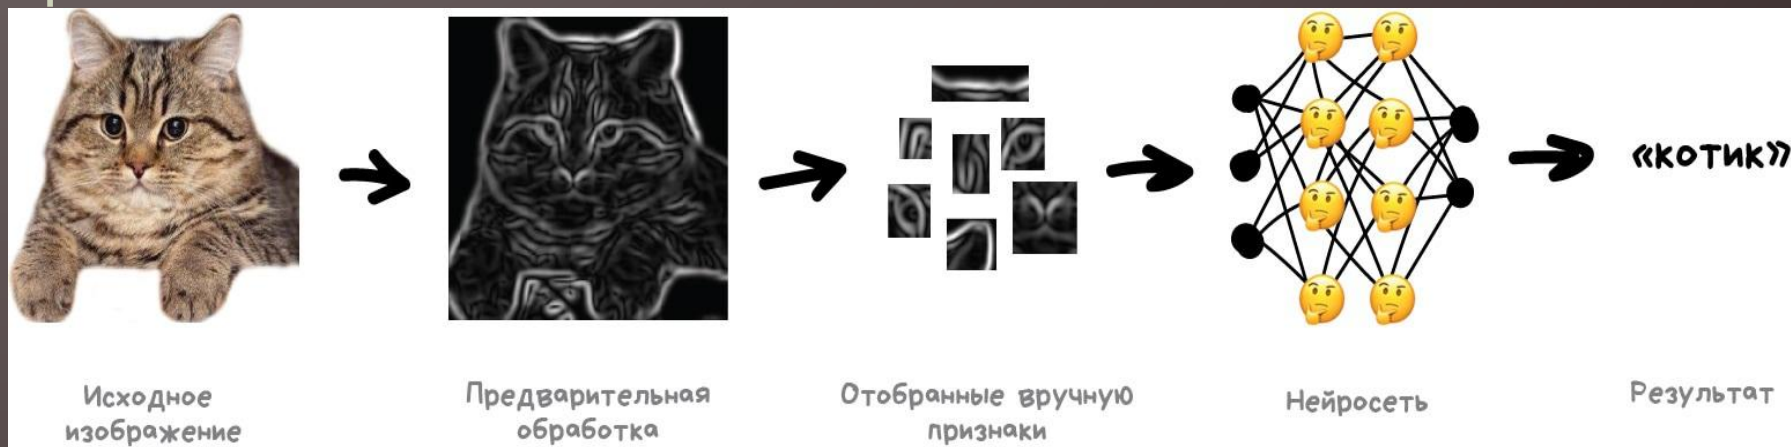 «КОТИК»
Исходное
изображение
Предварительная
обработка
Отобранные вручную
признаки
Нейросеть
Результат